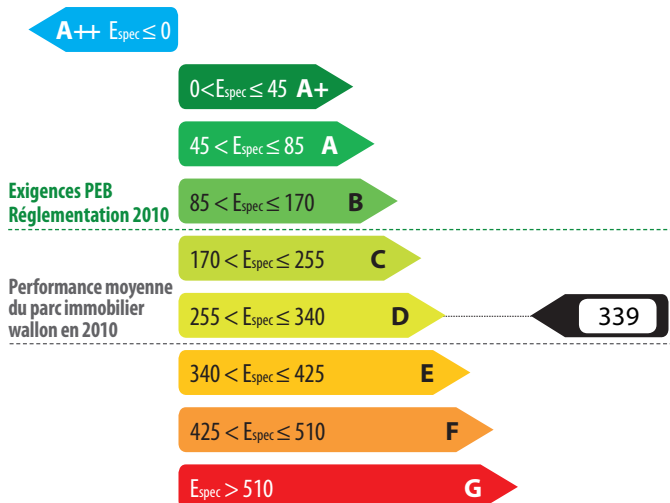 A++ Espec ≤ 0
0<Espec ≤ 45 A+
45 < Espec ≤ 85 A
Exigences PEB
Réglementation 2010
85 < Espec ≤ 170 B
170 < Espec ≤ 255 C
Performance moyenne
du parc immobilier
wallon en 2010
255 < Espec ≤ 340 D
339
340 < Espec ≤ 425 E
425 < Espec ≤ 510 F
Espec > 510 G